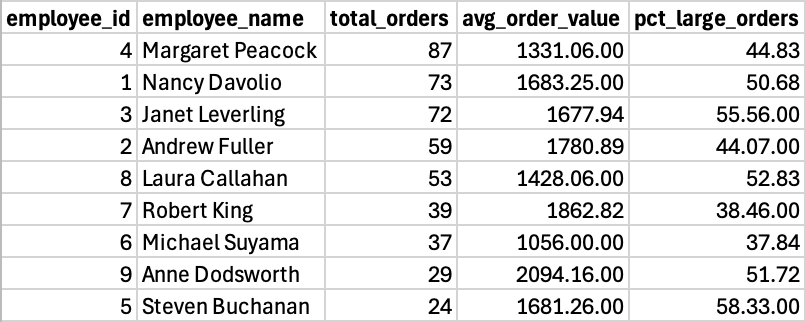 employee_id employee_name total_orders avg_order_value pct_large_orders
4 Margaret Peacock 87 1331.06.00 44.83
1 Nancy Davolio 73 1683.25.00 50.68
3 Janet Leverling 72 1677.94 55.56.00
2 Andrew Fuller 59 1780.89 44.07.00
8 Laura Callahan 53 1428.06.00 52.83
7 Robert King 39 1862.82 38.46.00
6 Michael Suyama 37 1056.00.00 37.84
9 Anne Dodsworth 29 2094.16.00 51.72
5 Steven Buchanan 24 1681.26.00 58.33.00